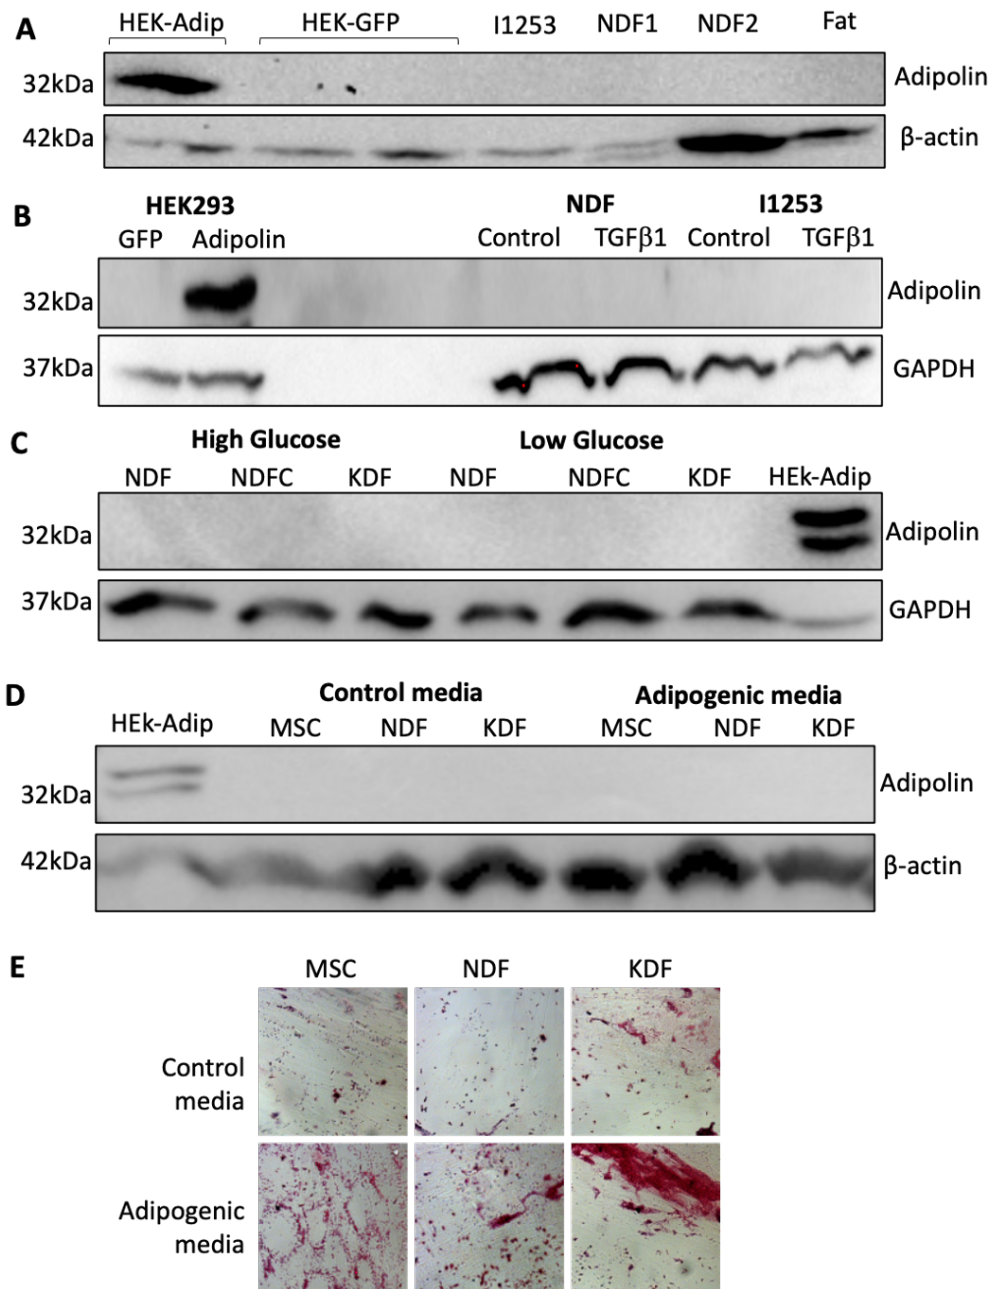 A
HEK-Adip HEK-GFP I1253 NDF1 NDF2 Fat
32kDa Adipolin
42kDa β-actin
B
HEK293 NDF I1253
GFP Adipolin Control TGFβ1 Control TGFβ1
32kDa Adipolin
37kDa GAPDH
C
High Glucose Low Glucose
NDF NDFC KDF NDF NDFC KDF HEk-Adip
32kDa Adipolin
37kDa GAPDH
D
Control media Adipogenic media
HEk-Adip MSC NDF KDF MSC NDF KDF
32kDa Adipolin
42kDa β-actin
E
MSC NDF KDF
Control
media
Adipogenic
media